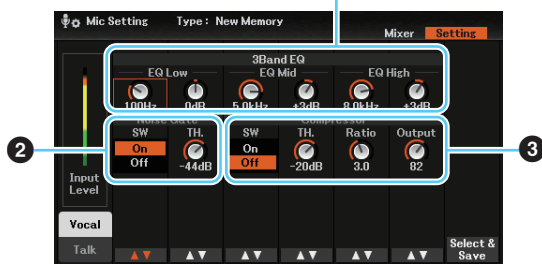 Mic Setting Type: New Memory
Mixer Setting
3Band EQ
EQ Low EQ Mid EQ High
100Hz 0dB 5.0kHz +3dB 8.0kHz +3dB
Noise Gate Compressor
SW TH. SW TH. Ratio Output
On On
Off Off
-44dB -20dB 3.0 82
2 3
Input
Level
Vocal
Talk
Select &
Save